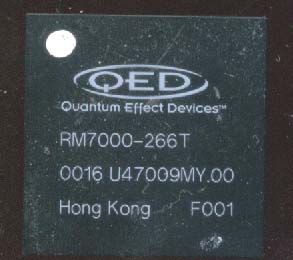 QED
Quantum Effect Devices™
RM7000-266T
0016 U47009MY.00
Hong Kong F001